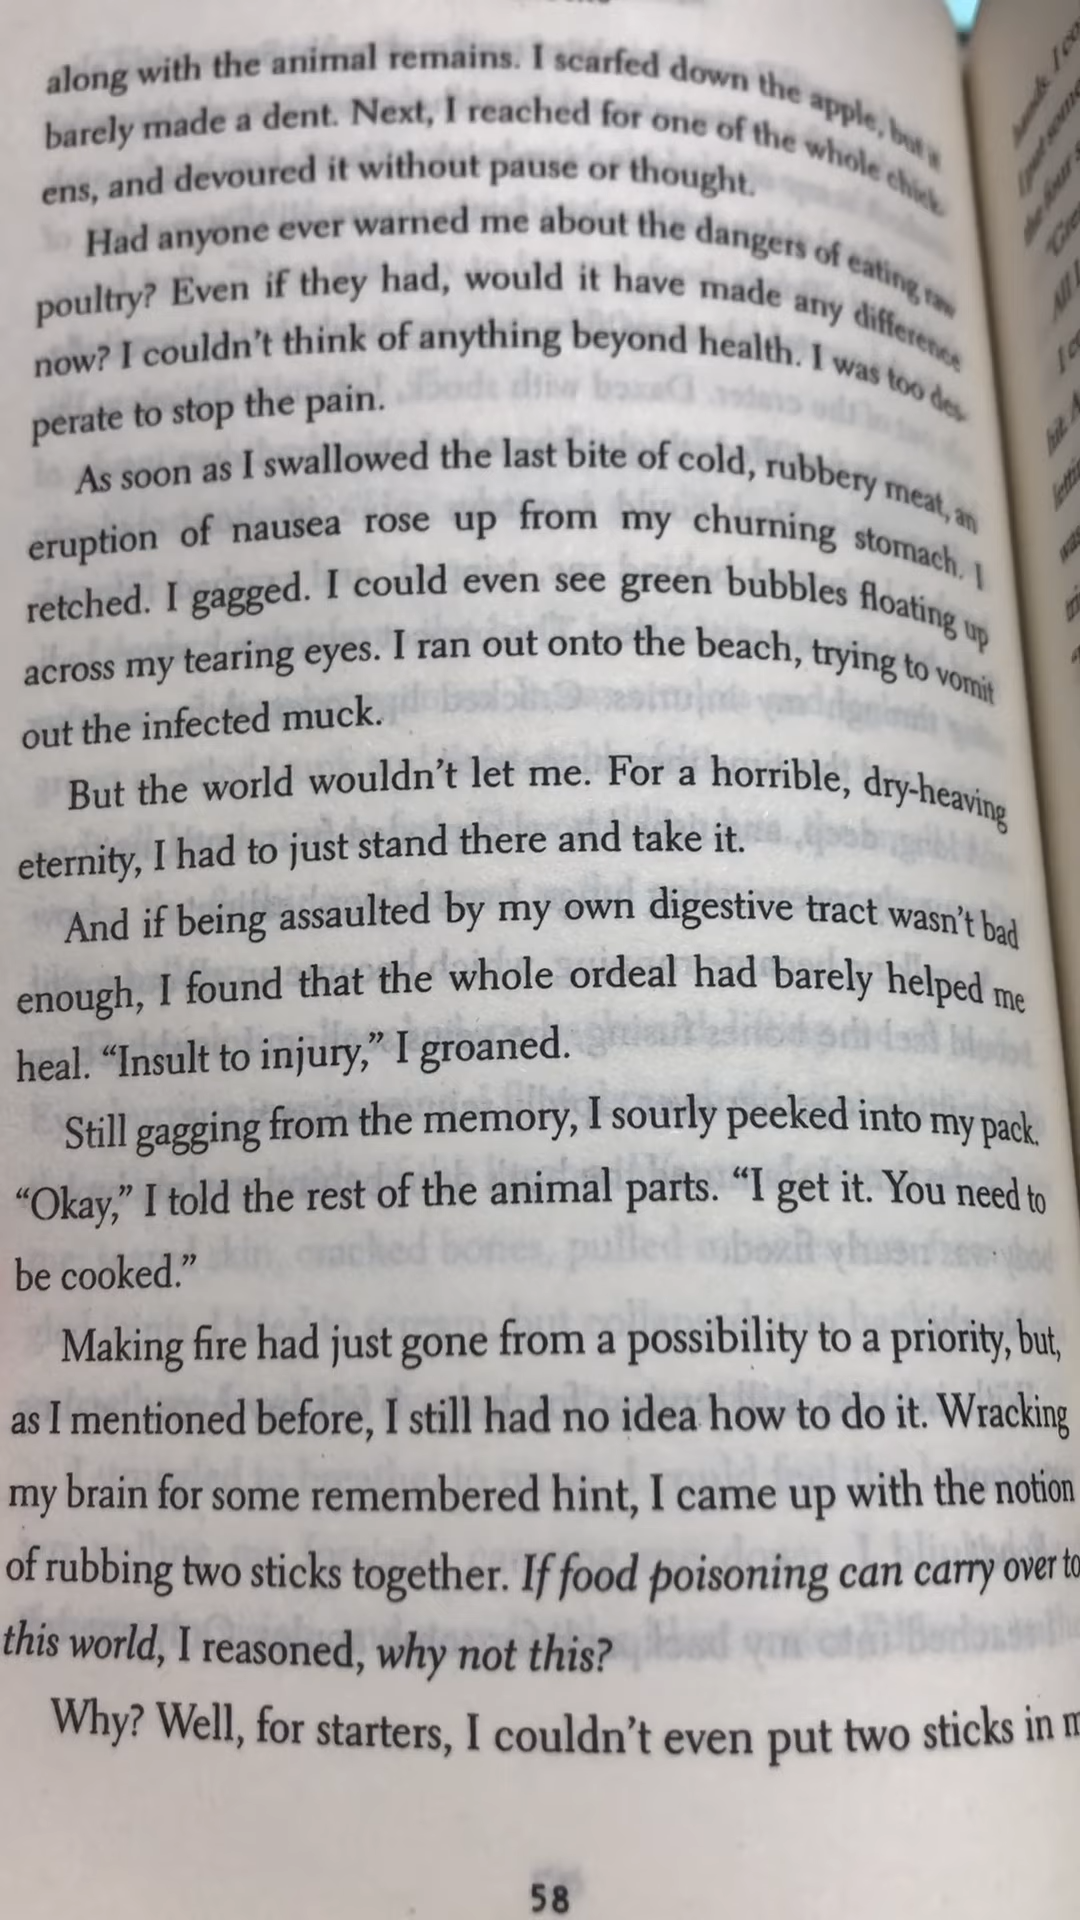 along with the animal remains. I scarfed down the apple, but it
barely made a dent. Next, I reached for one of the whole chick-
ens, and devoured it without pause or thought.
Had anyone ever warned me about the dangers of eating raw
poultry? Even if they had, would it have made any difference
now? I couldn't think of anything beyond health. I was too des-
perate to stop the pain.
As soon as I swallowed the last bite of cold, rubbery meat, an
eruption of nausea rose up from my churning stomach. I
retched. I gagged. I could even see green bubbles floating up
across my tearing eyes. I ran out onto the beach, trying to vomit
out the infected muck.
But the world wouldn't let me. For a horrible, dry-heaving
eternity, I had to just stand there and take it.
And if being assaulted by my own digestive tract wasn't bad
enough, I found that the whole ordeal had barely helped me
heal. "Insult to injury," I groaned.
Still gagging from the memory, I sourly peeked into my pack.
"Okay," I told the rest of the animal parts. "I get it. You need to
be cooked."
Making fire had just gone from a possibility to a priority, but,
as I mentioned before, I still had no idea how to do it. Wracking
my brain for some remembered hint, I came up with the notion
of rubbing two sticks together. If food poisoning can carry over to
this world, I reasoned, why not this?
Why? Well, for starters, I couldn't even put two sticks in
58